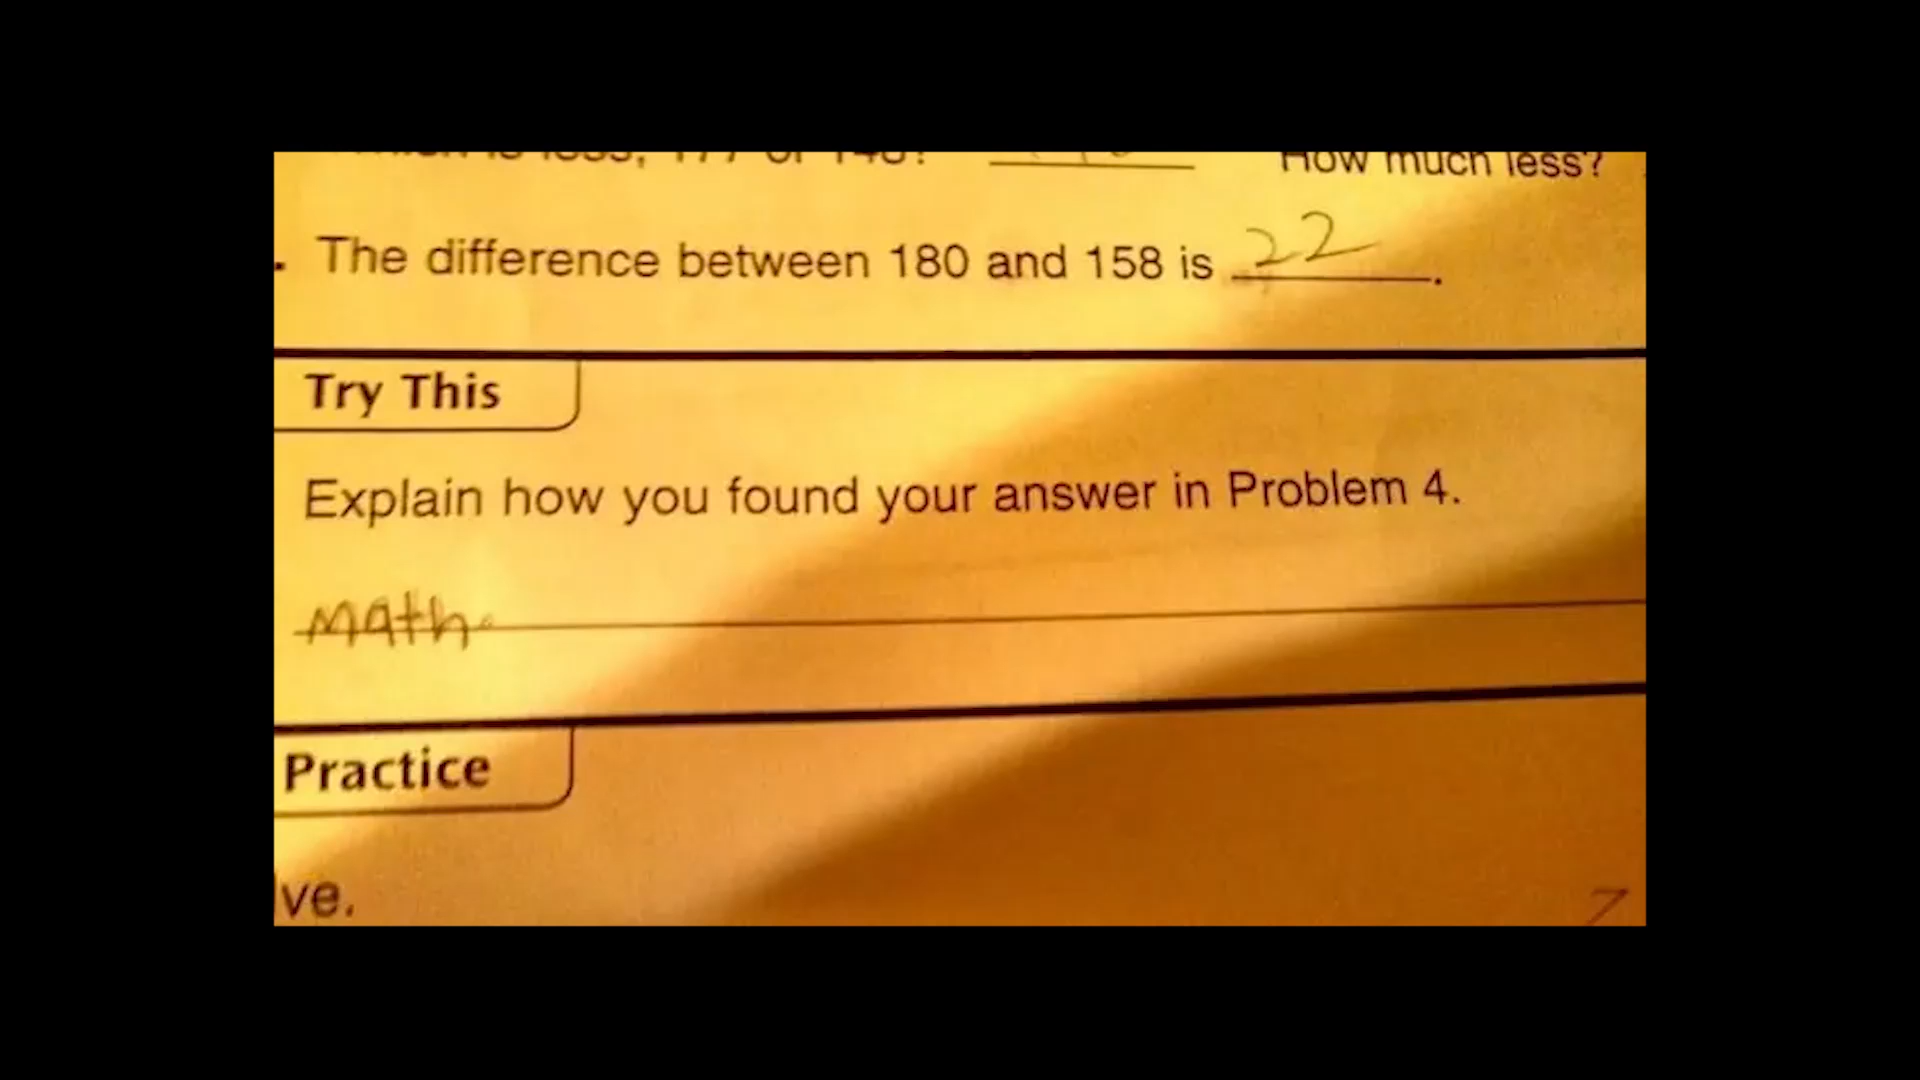 How much less?
. The difference between 180 and 158 is 22.
Try This
Explain how you found your answer in Problem 4.
math.
Practice
ve.
7